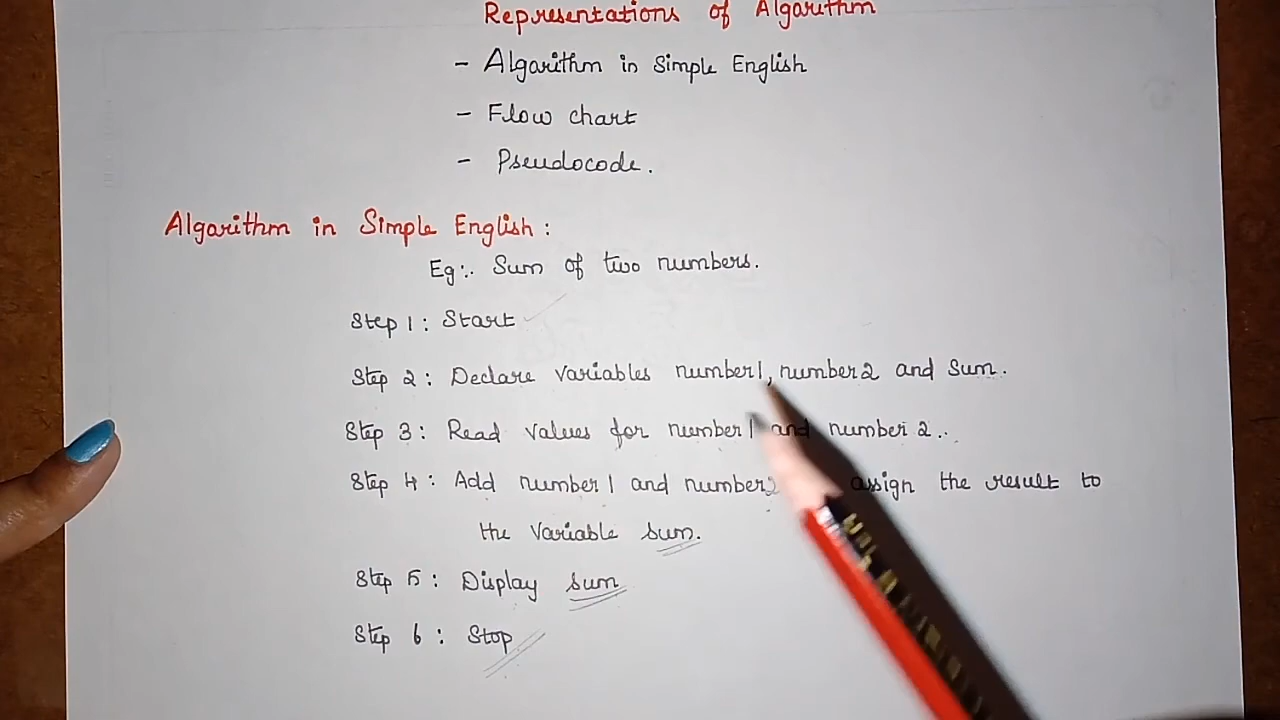 Representations of Algorithm
- Algorithm in Simple English
- Flow chart
- Pseudocode.
Algorithm in Simple English :
Eg:. Sum of two numbers.
Step 1 : Start
Step 2 : Declare variables number1, number2 and Sum.
Step 3 : Read values for number1 and number 2..
Step 4 : Add number1 and number2 assign the result to
the variable sum.
Step 5 : Display sum
Step 6 : Stop